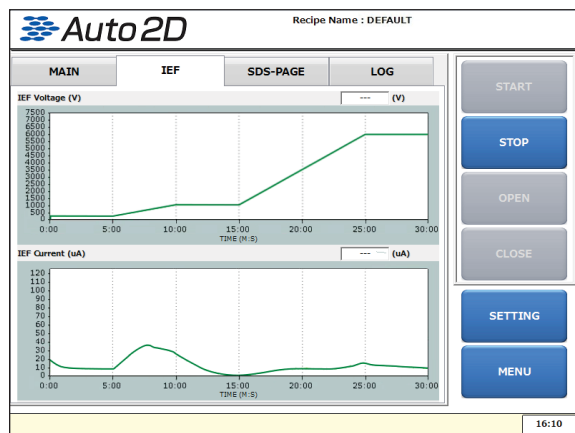 Auto2D
Recipe Name : DEFAULT
MAIN
IEF
SDS-PAGE
LOG
IEF Voltage (V)
--- (V)
7500
7000
6500
6000
5500
5000
4500
4000
3500
3000
2500
2000
1500
1000
500
0
0:00 5:00 10:00 15:00 20:00 25:00 30:00
TIME (M:S)
IEF Current (uA)
--- (uA)
120
110
100
90
80
70
60
50
40
30
20
10
0
0:00 5:00 10:00 15:00 20:00 25:00 30:00
TIME (M:S)
START
STOP
OPEN
CLOSE
SETTING
MENU
16:10